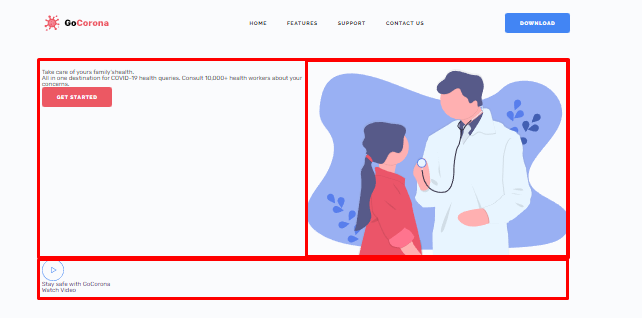 GoCorona
HOME FEATURES SUPPORT CONTACT US
DOWNLOAD
Take care of yours family'shealth.
All in one destination for COVID-19 health queries. Consult 10,000+ health workers about your
concerns.
GET STARTED
Stay safe with GoCorona
Watch Video